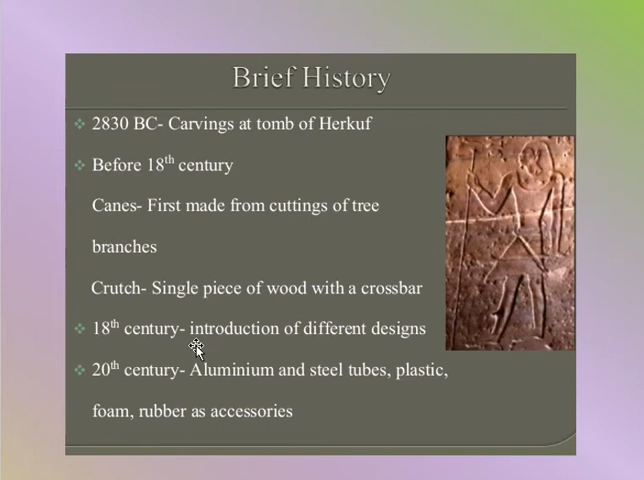 Brief History
2830 BC- Carvings at tomb of Herkuf
Before 18th century
Canes- First made from cuttings of tree
branches
Crutch- Single piece of wood with a crossbar
18th century- introduction of different designs
20th century- Aluminium and steel tubes, plastic,
foam, rubber as accessories